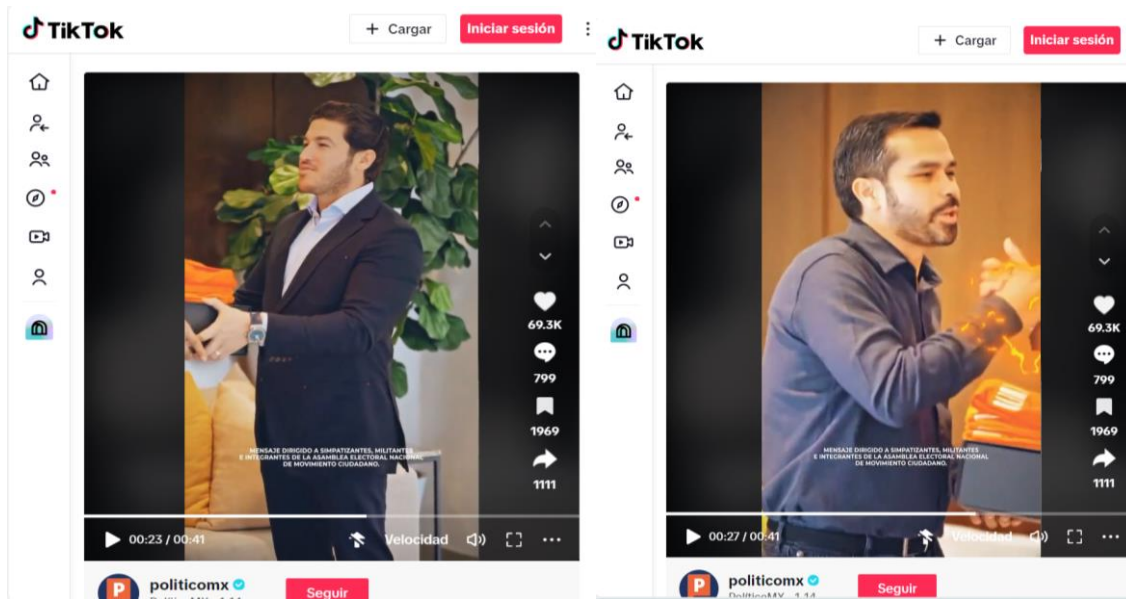 TikTok
+ Cargar
Iniciar sesión
69.3K
799
1969
1111
MENSAJE DIRIGIDO A SIMPATIZANTES, MILITANTES
E INTEGRANTES DE LA ASAMBLEA ELECTORAL NACIONAL
DE MOVIMIENTO CIUDADANO.
00:23 / 00:41
Velocidad
P
politicomx
Seguir
TikTok
+ Cargar
Iniciar sesión
69.3K
799
1969
1111
MENSAJE DIRIGIDO A SIMPATIZANTES, MILITANTES
E INTEGRANTES DE LA ASAMBLEA ELECTORAL NACIONAL
DE MOVIMIENTO CIUDADANO.
00:27 / 00:41
Velocidad
P
politicomx
PolíticoMX · 1-14
Seguir